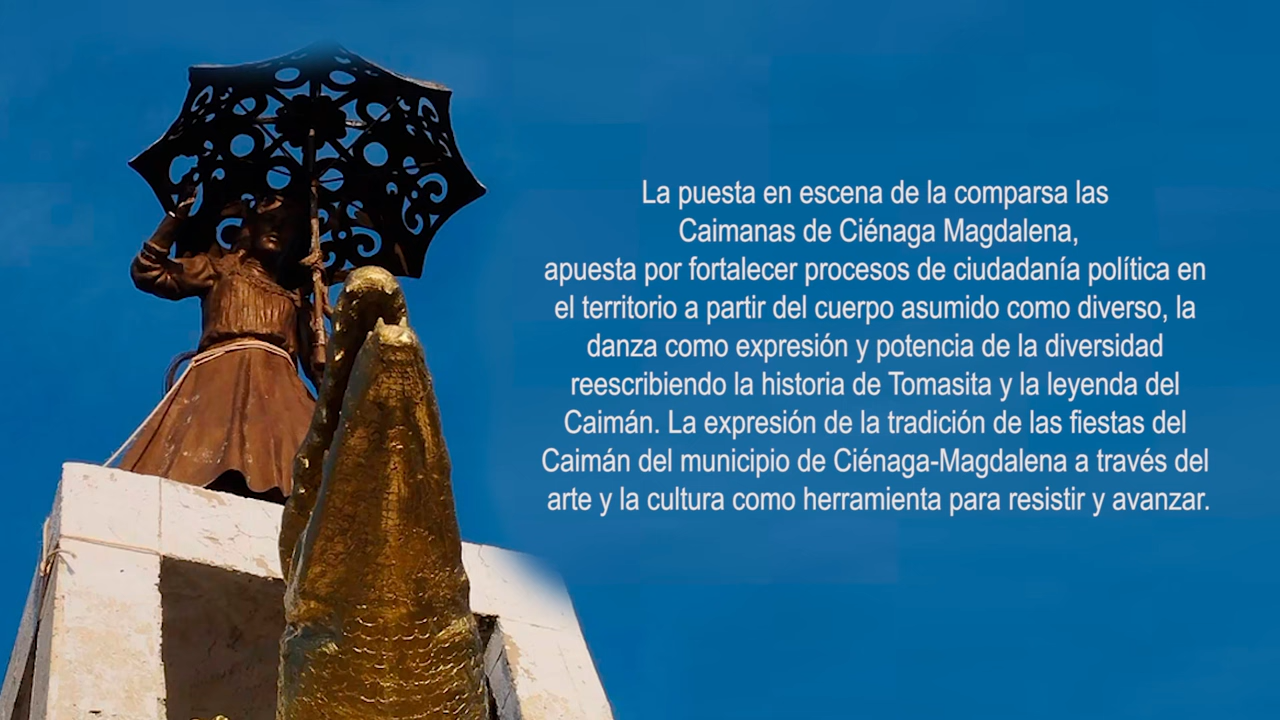 La puesta en escena de la comparsa las
Caimanas de Ciénaga Magdalena,
apuesta por fortalecer procesos de ciudadanía política en
el territorio a partir del cuerpo asumido como diverso, la
danza como expresión y potencia de la diversidad
reescribiendo la historia de Tomasita y la leyenda del
Caimán. La expresión de la tradición de las fiestas del
Caimán del municipio de Ciénaga-Magdalena a través del
arte y la cultura como herramienta para resistir y avanzar.